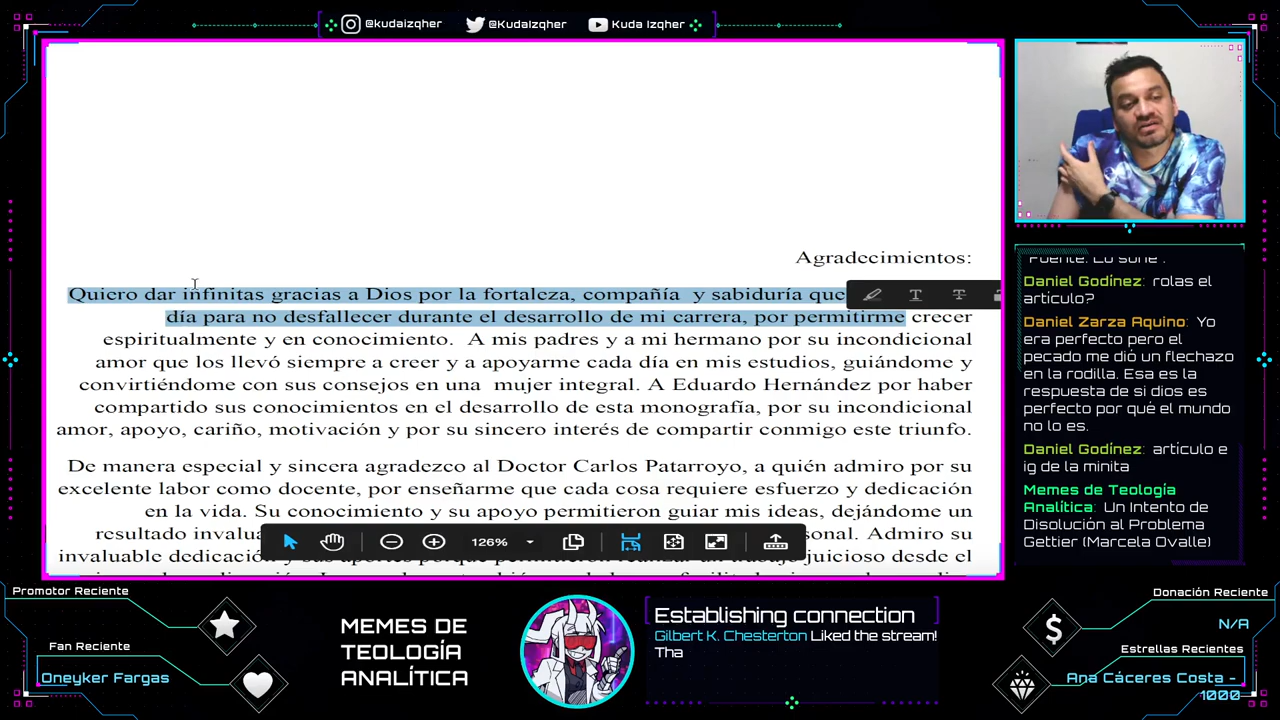 @kudaizqher
@Kudaizqher
Kuda Izqher
Agradecimientos:
Quiero dar infinitas gracias a Dios por la fortaleza, compañía y sabiduría que
día para no desfallecer durante el desarrollo de mi carrera, por permitirme crecer
espiritualmente y en conocimiento. A mis padres y a mi hermano por su incondicional
amor que los llevó siempre a creer y a apoyarme cada día en mis estudios, guiándome y
convirtiéndome con sus consejos en una mujer integral. A Eduardo Hernández por haber
compartido sus conocimientos en el desarrollo de esta monografía, por su incondicional
amor, apoyo, cariño, motivación y por su sincero interés de compartir conmigo este triunfo.
De manera especial y sincera agradezco al Doctor Carlos Patarroyo, a quién admiro por su
excelente labor como docente, por enseñarme que cada cosa requiere esfuerzo y dedicación
en la vida. Su conocimiento y su apoyo permitieron guiar mis ideas, dejándome un
resultado Admiro su
invaluable juicioso desde el
126%
Daniel Godínez: rolas el
articulo?
Daniel Zarza Aquino: Yo
era perfecto pero el
pecado me dió un flechazo
en la rodilla. Esa es la
respuesta de si dios es
perfecto por qué el mundo
no lo es.
Daniel Godínez: articulo e
ig de la minita
Memes de Teología
Analítica: Un Intento de
Disolución al Problema
Gettier (Marcela Ovalle)
Promotor Reciente
Fan Reciente
Oneyker Fargas
MEMES DE
TEOLOGÍA
ANALÍTICA
Establishing connection
Gilbert K. Chesterton Liked the stream!
Tha
Donación Reciente
N/A
Estrellas Recientes
Ana Cáceres Costa -
1000